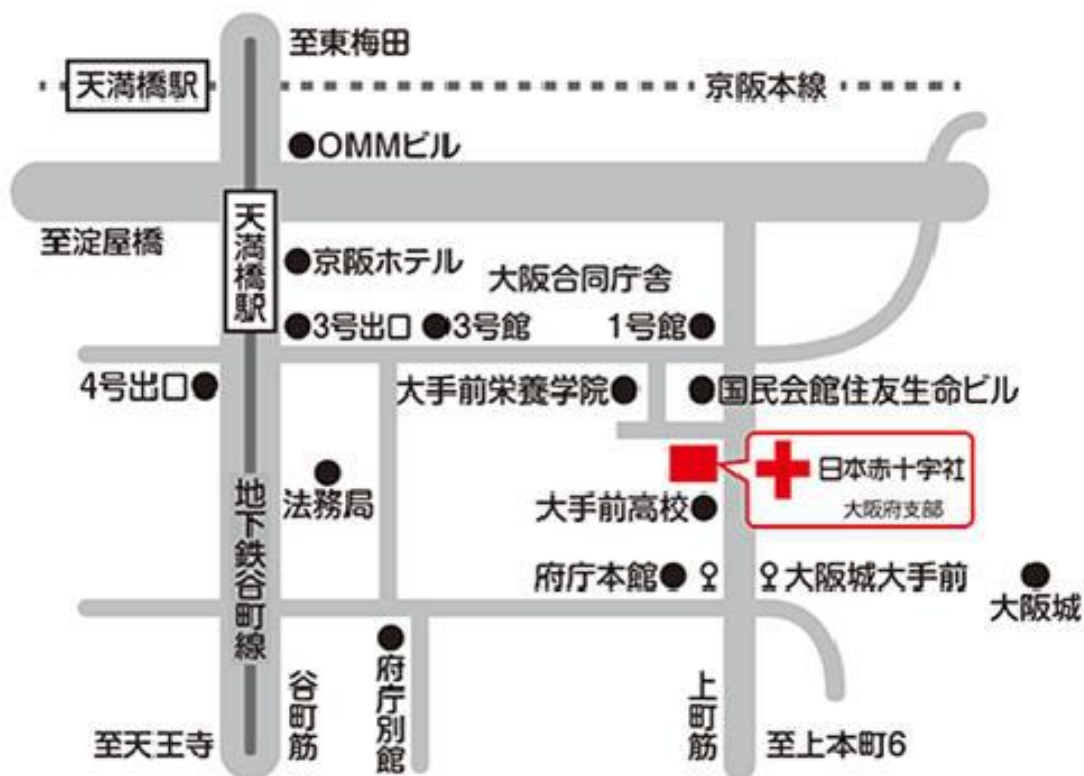 至東梅田
天満橋駅
京阪本線
OMMビル
至淀屋橋
天満橋駅
京阪ホテル
大阪合同庁舎
3号出口
3号館
1号館
4号出口
大手前栄養学院
国民会館住友生命ビル
日本赤十字社
大阪府支部
法務局
大手前高校
地下鉄谷町線
府庁本館
大阪城大手前
大阪城
谷町筋
府庁別館
上町筋
至天王寺
至上本町6